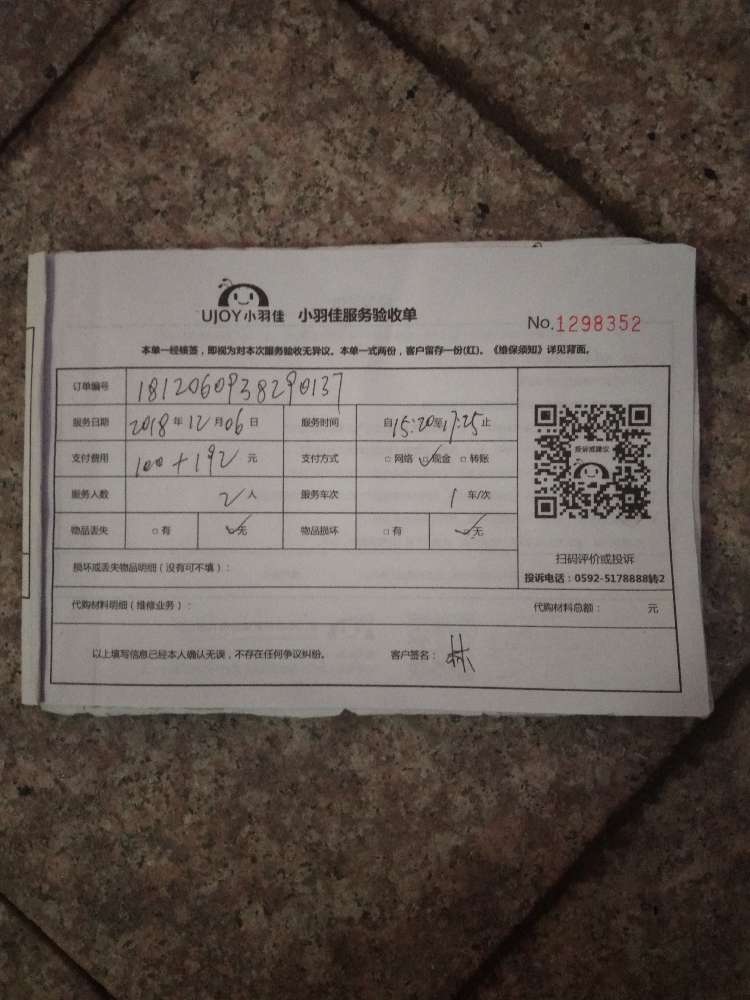 UJOY小羽佳 小羽佳服务验收单
No.1298352
本单一经核签，即视为对本次服务验收无异议。本单一式两份，客户留存一份(红)。《维保须知》详见背面。
订单编号 1812060938290137
服务日期 2018年12月06日 服务时间 自15:20至17:25止
支付费用 100+192元 支付方式 □网络 □现金 □转账
服务人数 2人 服务车次 1车/次
物品丢失 □有 □无 物品损坏 □有 □无
投诉或建议
扫码评价或投诉
投诉电话：0592-5178888转2
损坏或丢失物品明细（没有可不填）：
代购材料明细（维修业务）： 代购材料总额： 元
以上填写信息已经本人确认无误，不存在任何争议纠纷。 客户签名：林